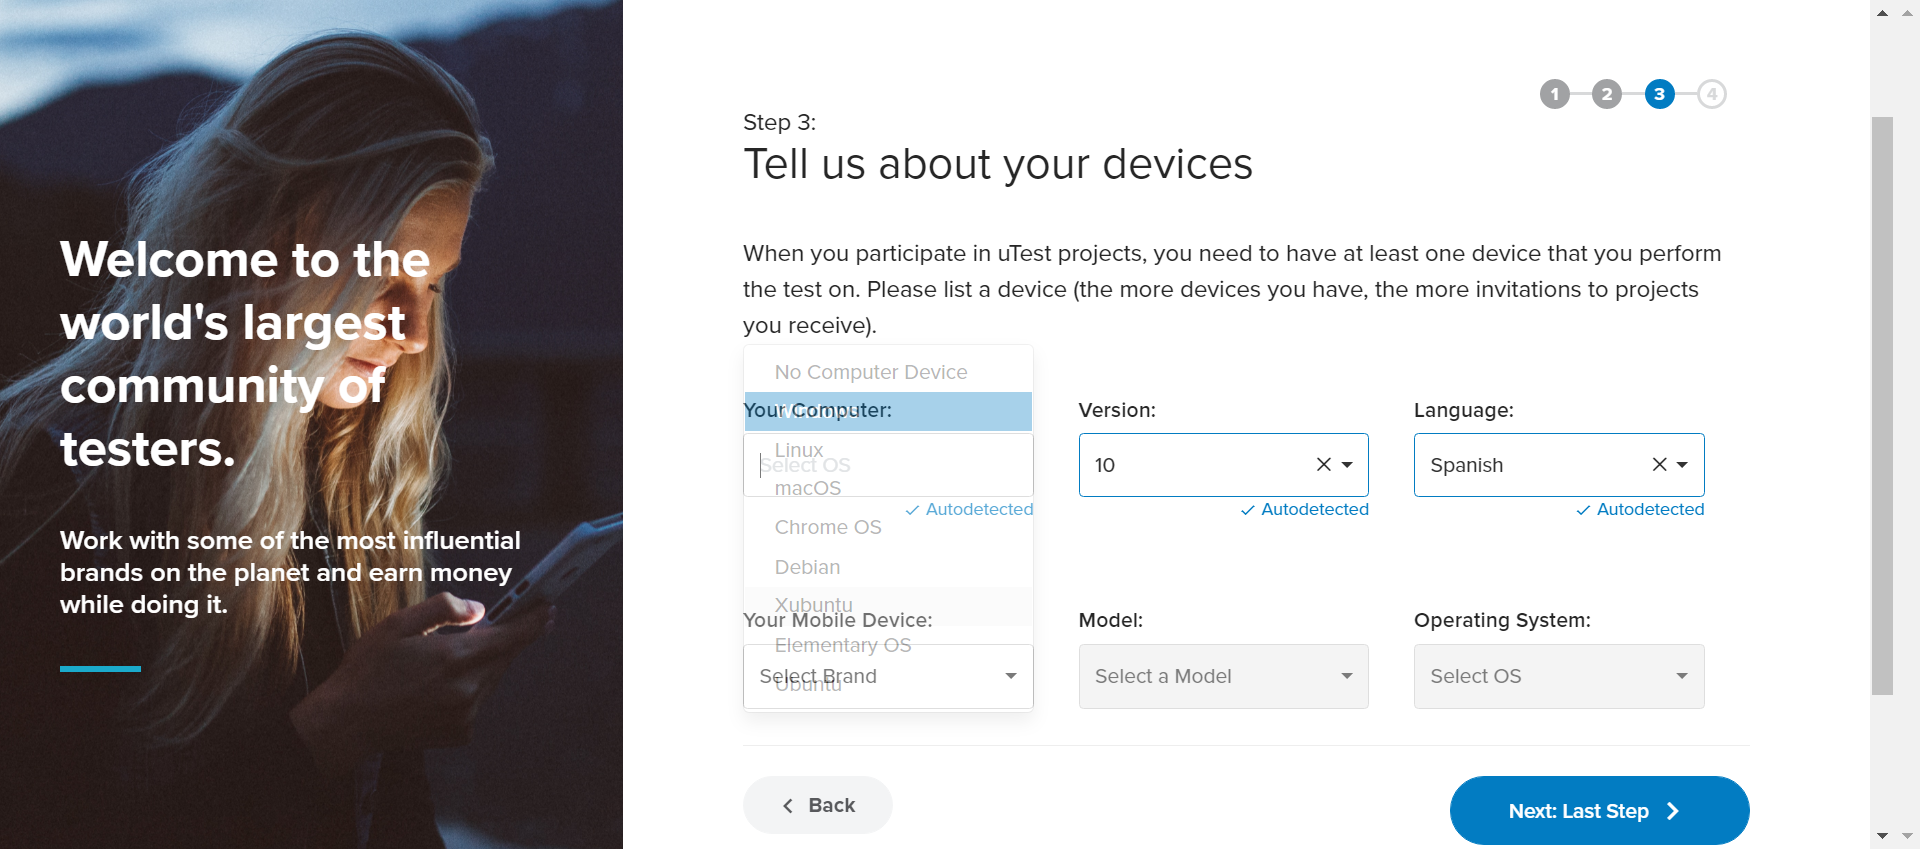 Welcome to the
world's largest
community of
testers.
Work with some of the most influential
brands on the planet and earn money
while doing it.
1 2 3 4
Step 3:
Tell us about your devices
When you participate in uTest projects, you need to have at least one device that you perform
the test on. Please list a device (the more devices you have, the more invitations to projects
you receive).
No Computer Device
Your Computer:
Windows
Version:
Language:
Linux
Select OS
10
Spanish
macOS
Autodetected
Autodetected
Autodetected
Chrome OS
Debian
Xubuntu
Your Mobile Device:
Model:
Operating System:
Elementary OS
Select Brand
Select a Model
Select OS
Ubuntu
Back
Next: Last Step